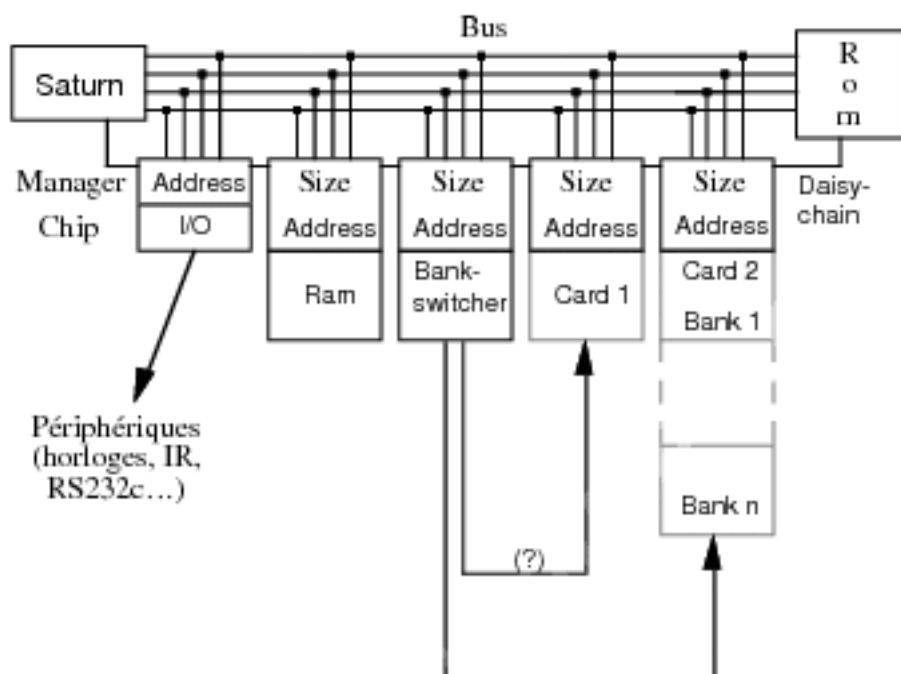 Bus
Saturn
R
o
m
Manager
Chip
Address
I/O
Size
Address
Ram
Size
Address
Bank-
switcher
Size
Address
Card 1
Size
Address
Card 2
Bank 1
Bank n
Daisy-
chain
Périphériques
(horloges, IR,
RS232c...)
(?)